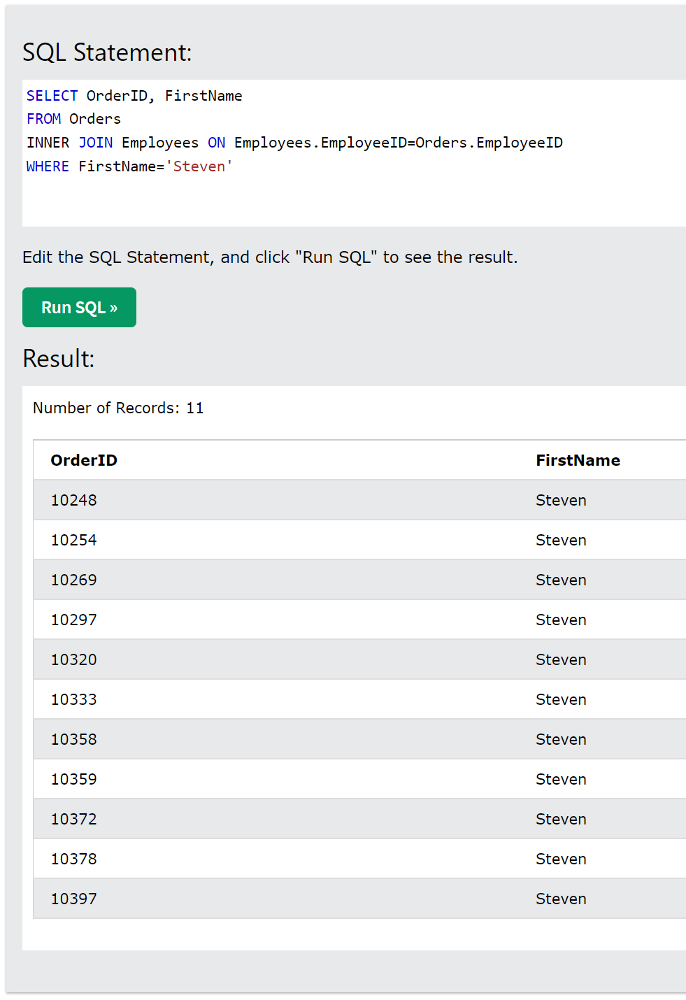 SQL Statement:
SELECT OrderID, FirstName
FROM Orders
INNER JOIN Employees ON Employees.EmployeeID=Orders.EmployeeID
WHERE FirstName='Steven'
Edit the SQL Statement, and click "Run SQL" to see the result.
Run SQL »
Result:
Number of Records: 11
OrderID FirstName
10248 Steven
10254 Steven
10269 Steven
10297 Steven
10320 Steven
10333 Steven
10358 Steven
10359 Steven
10372 Steven
10378 Steven
10397 Steven